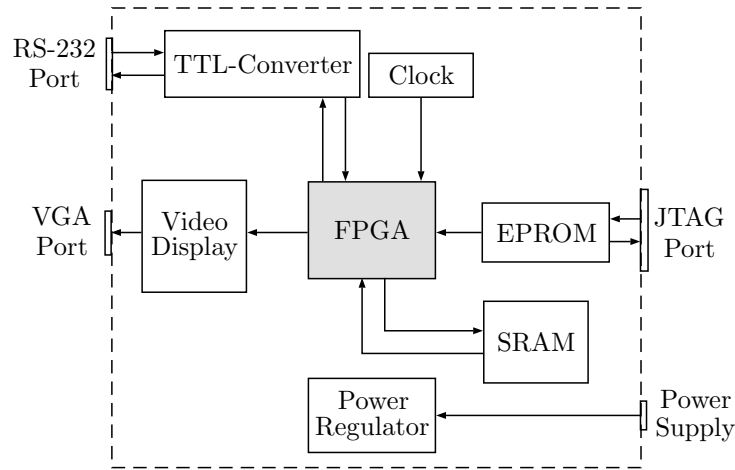 RS-232
Port
TTL-Converter
Clock
VGA
Port
Video
Display
FPGA
EPROM
JTAG
Port
SRAM
Power
Regulator
Power
Supply